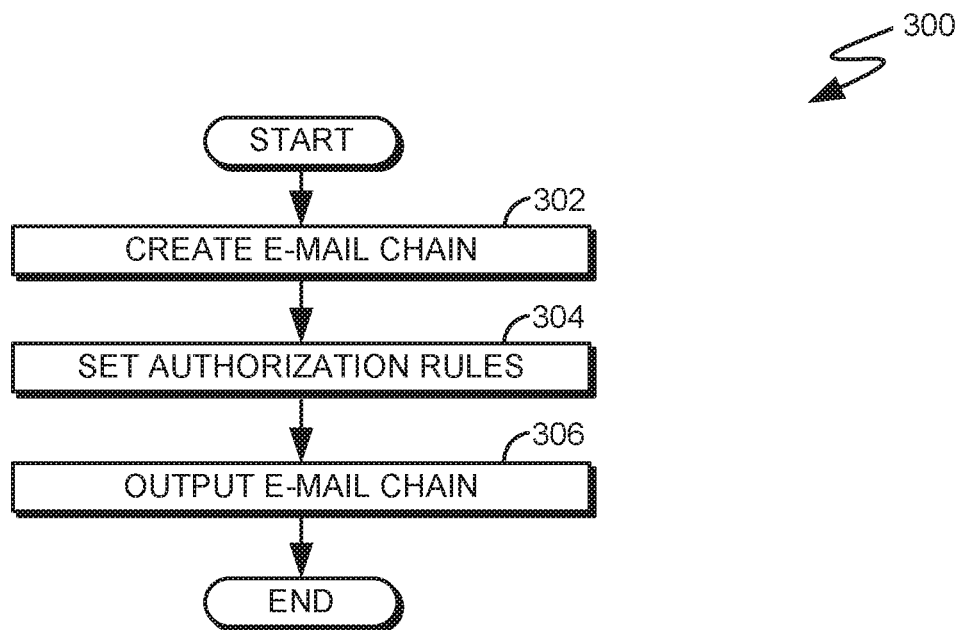 300
START
302
CREATE E-MAIL CHAIN
304
SET AUTHORIZATION RULES
306
OUTPUT E-MAIL CHAIN
END